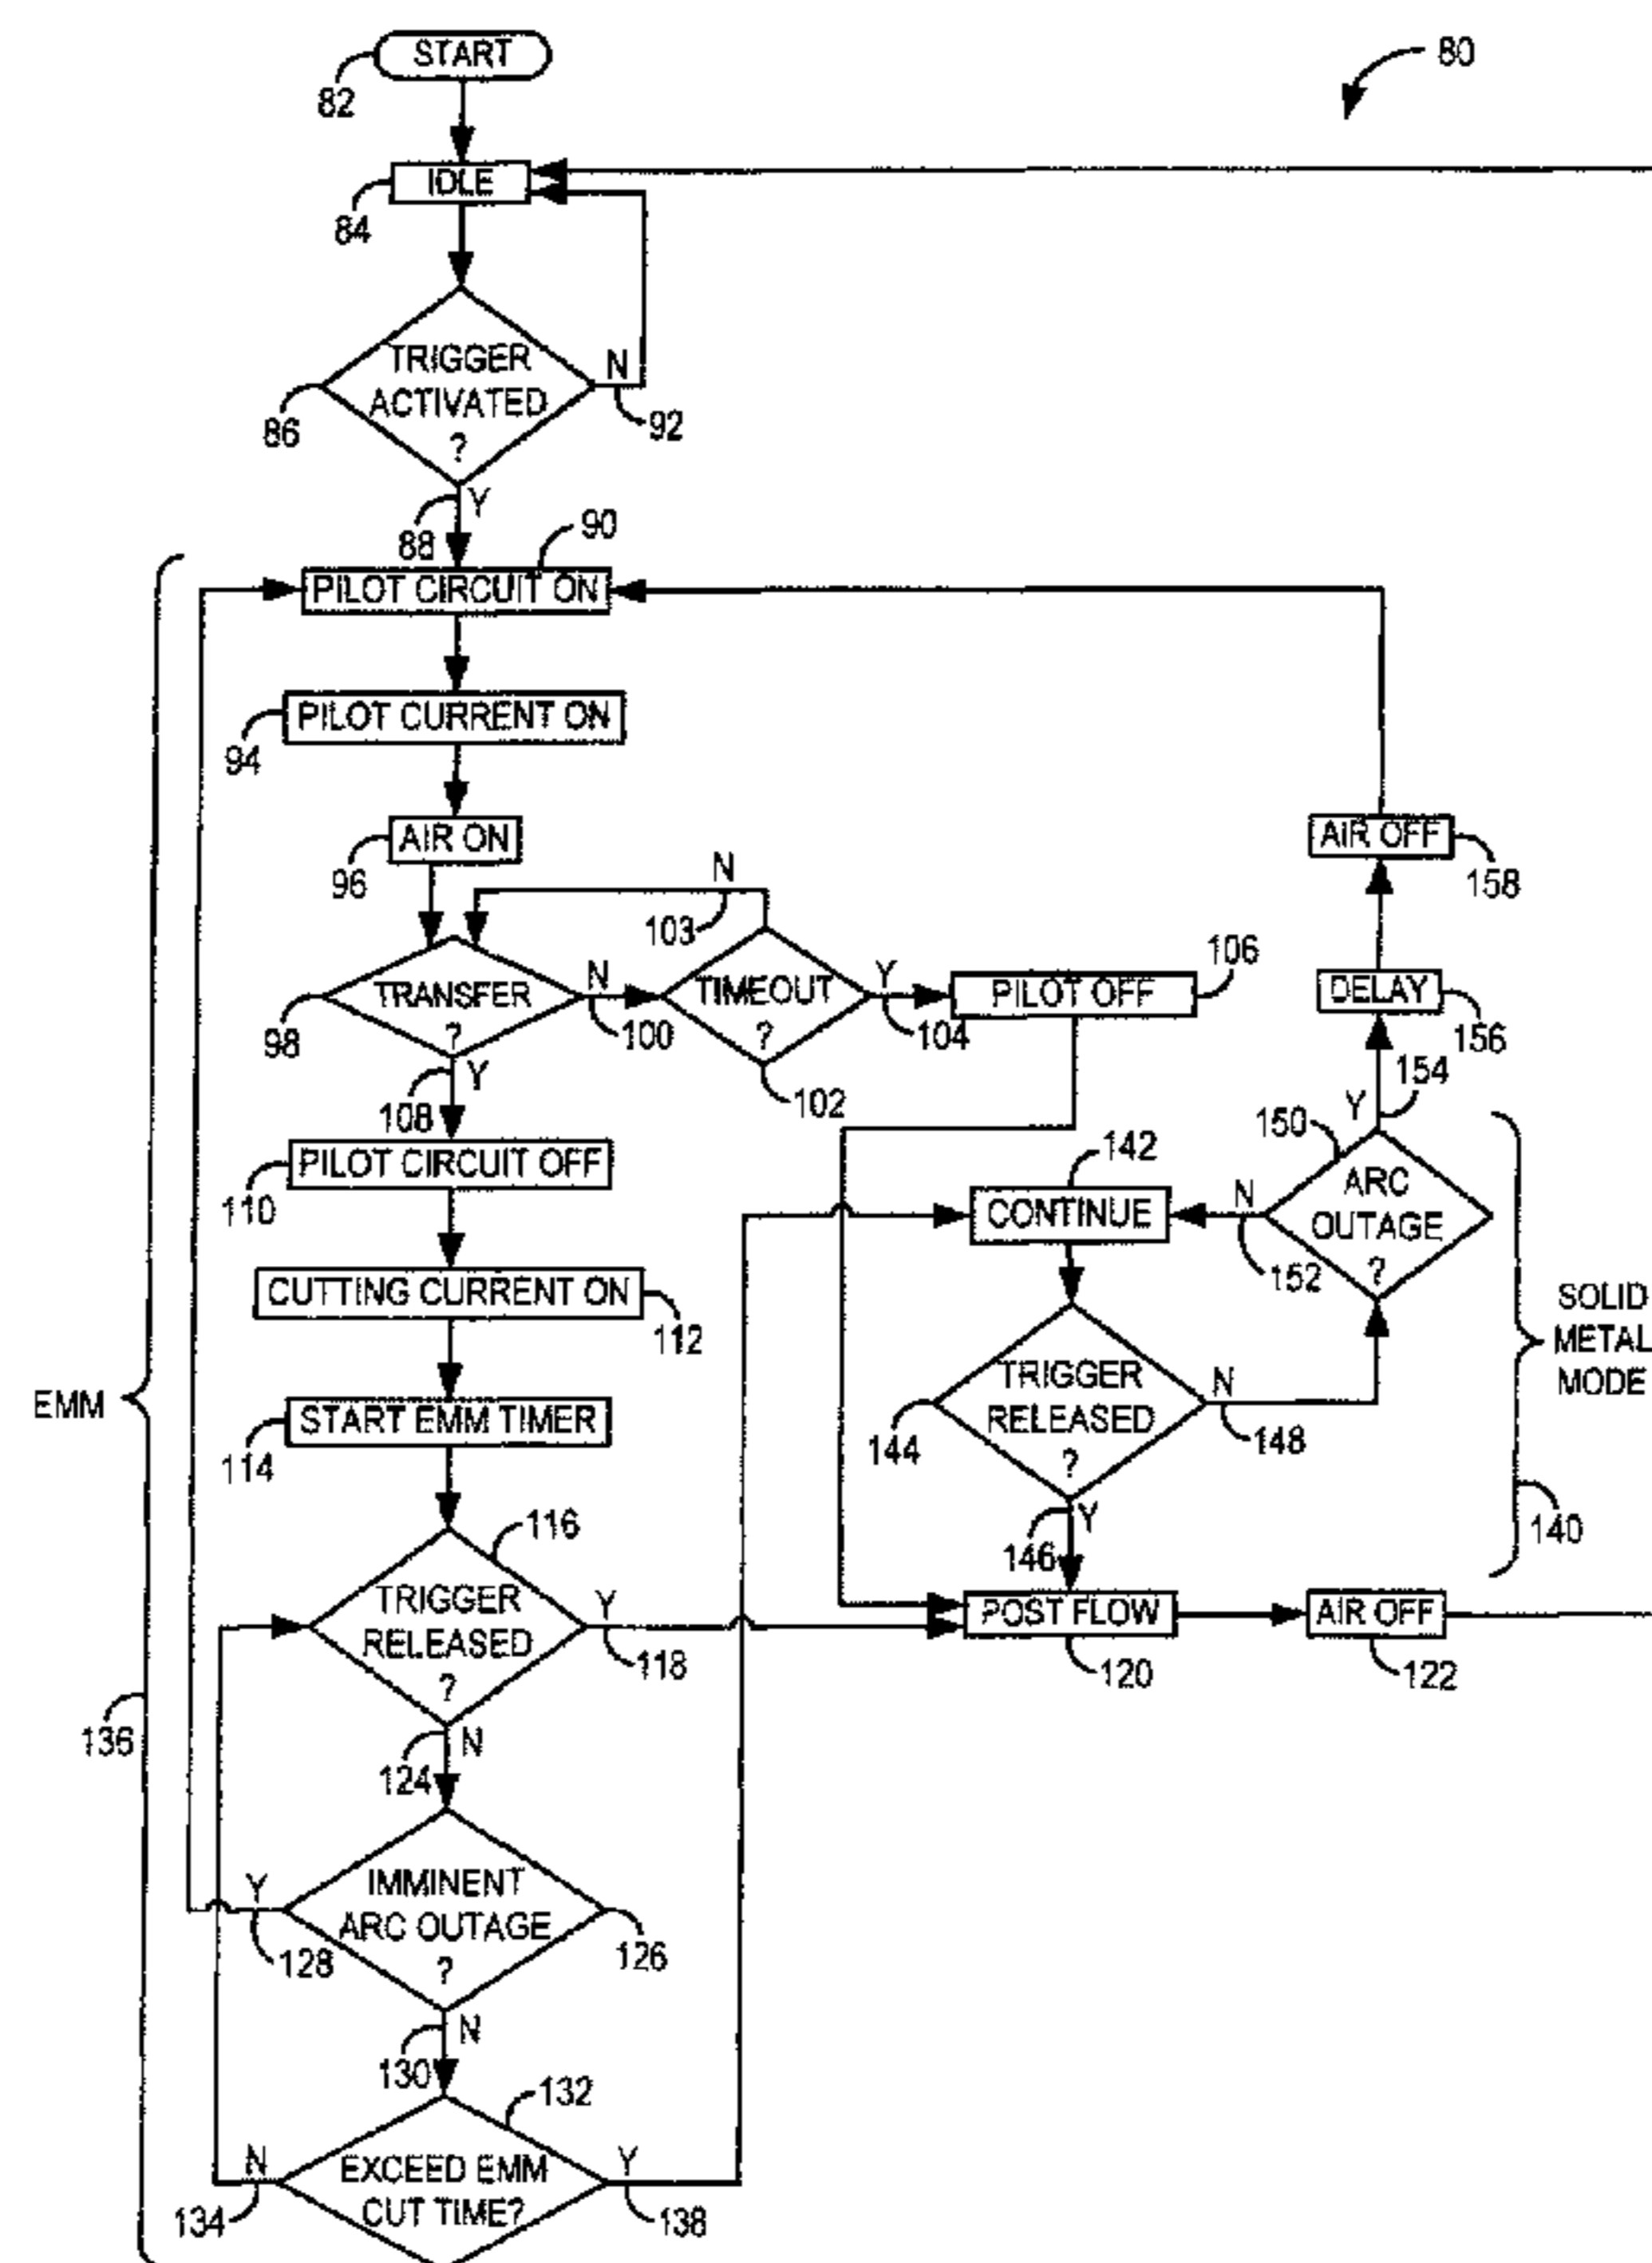 START
82
80
IDLE
84
TRIGGER
ACTIVATED
?
86
N
92
Y
88
90
PILOT CIRCUIT ON
PILOT CURRENT ON
94
AIR ON
96
N
103
TRANSFER
?
98
N
100
TIMEOUT
?
102
Y
104
PILOT OFF
106
AIR OFF
158
DELAY
156
154
Y
Y
108
PILOT CIRCUIT OFF
110
CUTTING CURRENT ON
112
START EMM TIMER
114
EMM
142
CONTINUE
150
ARC
OUTAGE
?
N
152
SOLID
METAL
MODE
140
TRIGGER
RELEASED
?
144
N
148
Y
146
116
TRIGGER
RELEASED
?
Y
118
POST FLOW
120
AIR OFF
122
136
N
124
IMMINENT
ARC OUTAGE
?
126
Y
128
N
130
132
EXCEED EMM
CUT TIME?
N
134
Y
138